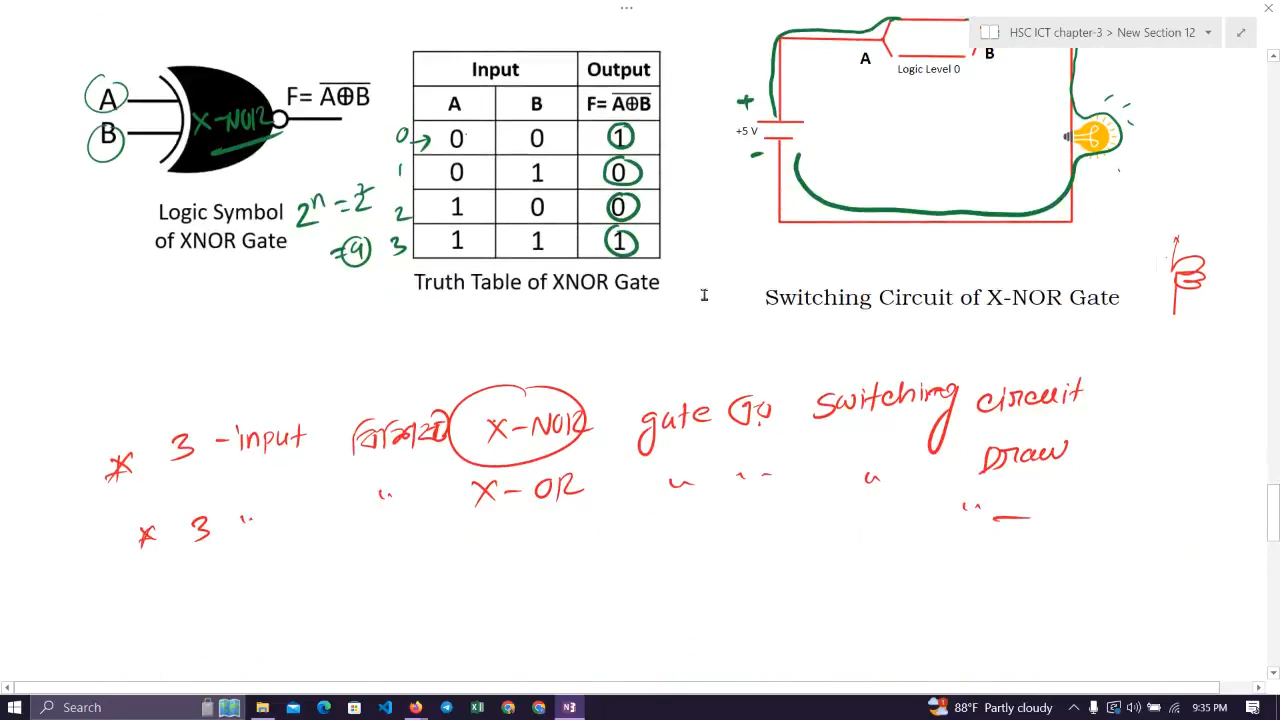 HSC ICT chapter-3 > New Section 12
A
B
X-NOR
F= A⊕B
Logic Symbol
of XNOR Gate
2ⁿ = 2²
= 4
Input Output
A B F= A⊕B
0 → 0 0 1
1 0 1 0
2 1 0 0
3 1 1 1
Truth Table of XNOR Gate
A B
Logic Level 0
+
+5 V
-
Switching Circuit of X-NOR Gate
* 3 -input বিশিষ্ট X-NOR gate এর switching circuit
Draw
* 3 " " X-OR " " " " —
Search
88°F Partly cloudy
9:35 PM